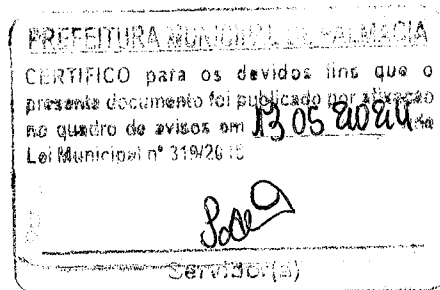 PREFEITURA MUNICIPAL DE PALMACIA
CERTIFICO para os devidos fins que o
presente documento foi publicado por afixação
no quadro de avisos em 13 05 2024
Lei Municipal nº 319/2015
Servidor(a)